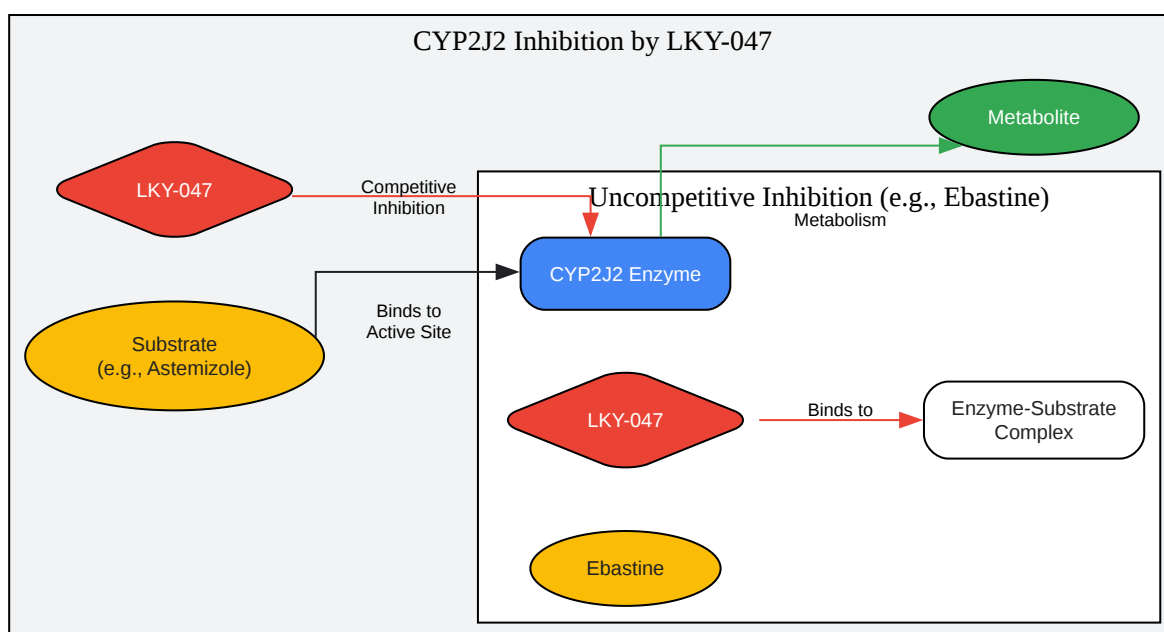 CYP2J2 Inhibition by LKY-047
Metabolite
LKY-047
Competitive
Inhibition
Uncompetitive Inhibition (e.g., Ebastine)
Metabolism
CYP2J2 Enzyme
Binds to
Active Site
Substrate
(e.g., Astemizole)
LKY-047
Binds to
Enzyme-Substrate
Complex
Ebastine